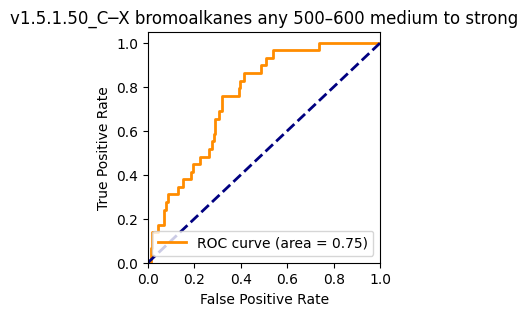 v1.5.1.50_C─X bromoalkanes any 500–600 medium to strong
1.0
0.8
0.6
0.4
0.2
0.0
True Positive Rate
ROC curve (area = 0.75)
0.0 0.2 0.4 0.6 0.8 1.0
False Positive Rate